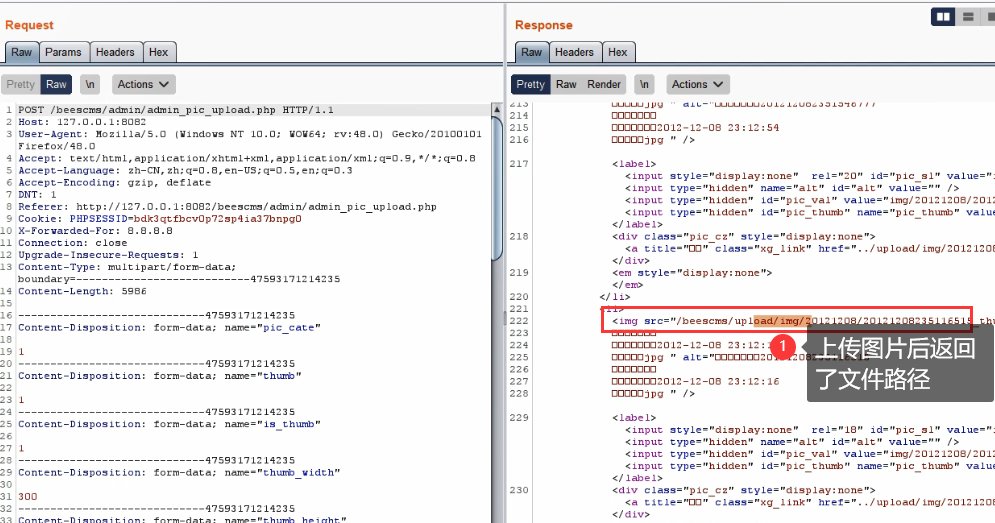 Request
Raw Params Headers Hex
Pretty Raw \n Actions
1 POST /beescms/admin/admin_pic_upload.php HTTP/1.1
2 Host: 127.0.0.1:8082
3 User-Agent: Mozilla/5.0 (Windows NT 10.0; WOW64; rv:48.0) Gecko/20100101
Firefox/48.0
4 Accept: text/html,application/xhtml+xml,application/xml;q=0.9,*/*;q=0.8
5 Accept-Language: zh-CN,zh;q=0.8,en-US;q=0.5,en;q=0.3
6 Accept-Encoding: gzip, deflate
7 DNT: 1
8 Referer: http://127.0.0.1:8082/beescms/admin/admin_pic_upload.php
9 Cookie: PHPSESSID=bdk3qtfbcv0p72sp4ia37bnpg0
10 X-Forwarded-For: 8.8.8.8
11 Connection: close
12 Upgrade-Insecure-Requests: 1
13 Content-Type: multipart/form-data;
boundary=---------------------------47593171214235
14 Content-Length: 5986
15
16 -----------------------------47593171214235
17 Content-Disposition: form-data; name="pic_cate"
18
19 1
20 -----------------------------47593171214235
21 Content-Disposition: form-data; name="thumb"
22
23 1
24 -----------------------------47593171214235
25 Content-Disposition: form-data; name="is_thumb"
26
27 1
28 -----------------------------47593171214235
29 Content-Disposition: form-data; name="thumb_width"
30
31 300
32 -----------------------------47593171214235
33 Content-Disposition: form-data; name="thumb_height"
Response
Raw Headers Hex
Pretty Raw Render \n Actions
213 □□□□□jpg " alt="□□□□□□□20121208235154877?
214 □□□□□□□
215 □□□□□□□2012-12-08 23:12:54
216 □□□□□jpg " />
217 <label>
<input style="display:none" rel="20" id="pic_sl" value="
<input type="hidden" name="alt" id="alt" value="" />
<input type="hidden" id="pic_val" value="img/20121208/2012
<input type="hidden" id="pic_thumb" name="pic_thumb" value
</label>
218 <div class="pic_cz" style="display:none">
<a title="□□" class="xg_link" href="../upload/img/2012120
</div>
219 <em style="display:none">
</em>
220 </li>
221 <li>
222 <img src="/beescms/upload/img/20121208/20121208235116515_thu
223 □□□□□□□
224 □□□□□□□2012-12-08 23:12:
225 □□□□□jpg " alt="□□□□□□□
226 □□□□□□□
227 □□□□□□□2012-12-08 23:12:16
228 □□□□□jpg " />
1 上传图片后返回
了文件路径
229 <label>
<input style="display:none" rel="18" id="pic_sl" value="i
<input type="hidden" name="alt" id="alt" value="" />
<input type="hidden" id="pic_val" value="img/20121208/201
<input type="hidden" id="pic_thumb" name="pic_thumb" valu
</label>
230 <div class="pic_cz" style="display:none">
<a title="□□" class="xg_link" href="../upload/img/201212
</div>